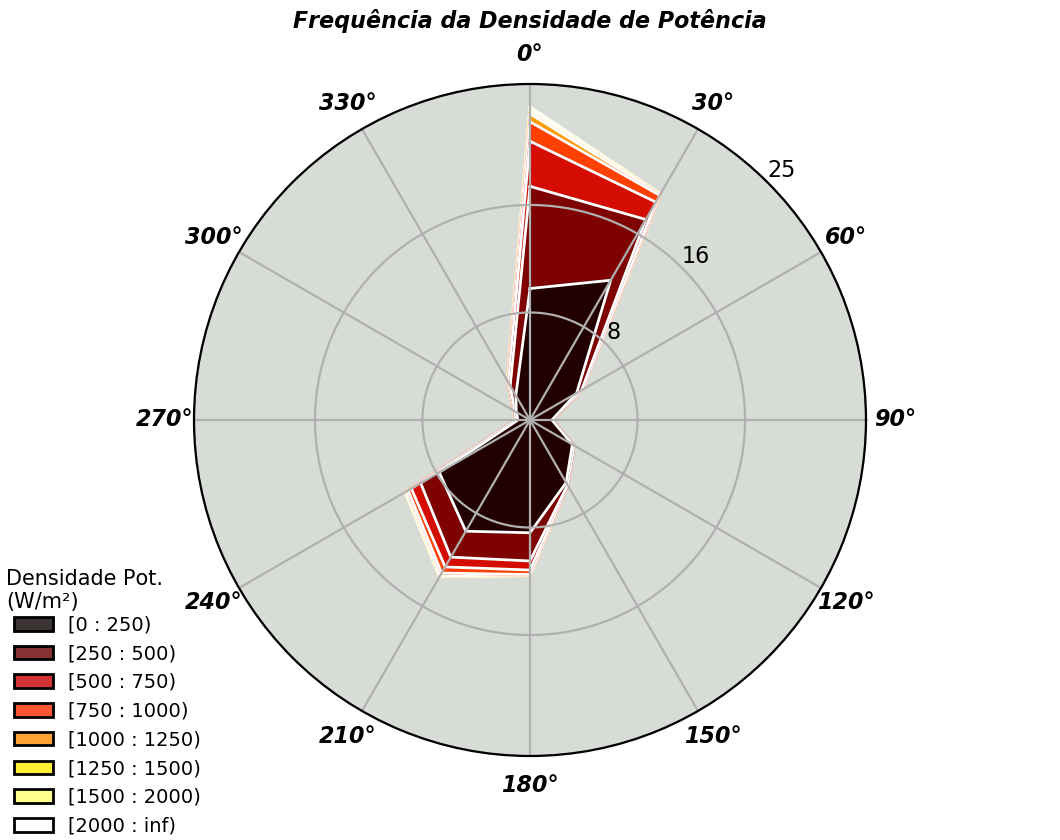 Frequência da Densidade de Potência
0°
330°
30°
25
300°
60°
16
8
270°
90°
240°
120°
210°
150°
180°
Densidade Pot.
(W/m²)
[0 : 250)
[250 : 500)
[500 : 750)
[750 : 1000)
[1000 : 1250)
[1250 : 1500)
[1500 : 2000)
[2000 : inf)